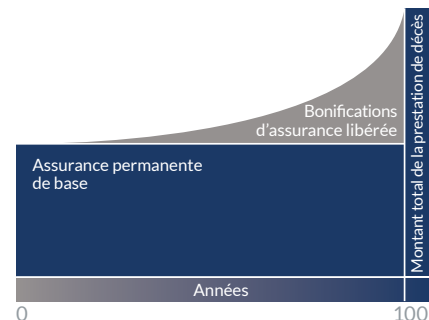 Bonifications
d’assurance libérée
Assurance permanente
de base
Montant total de la prestation de décès
Années
0
100